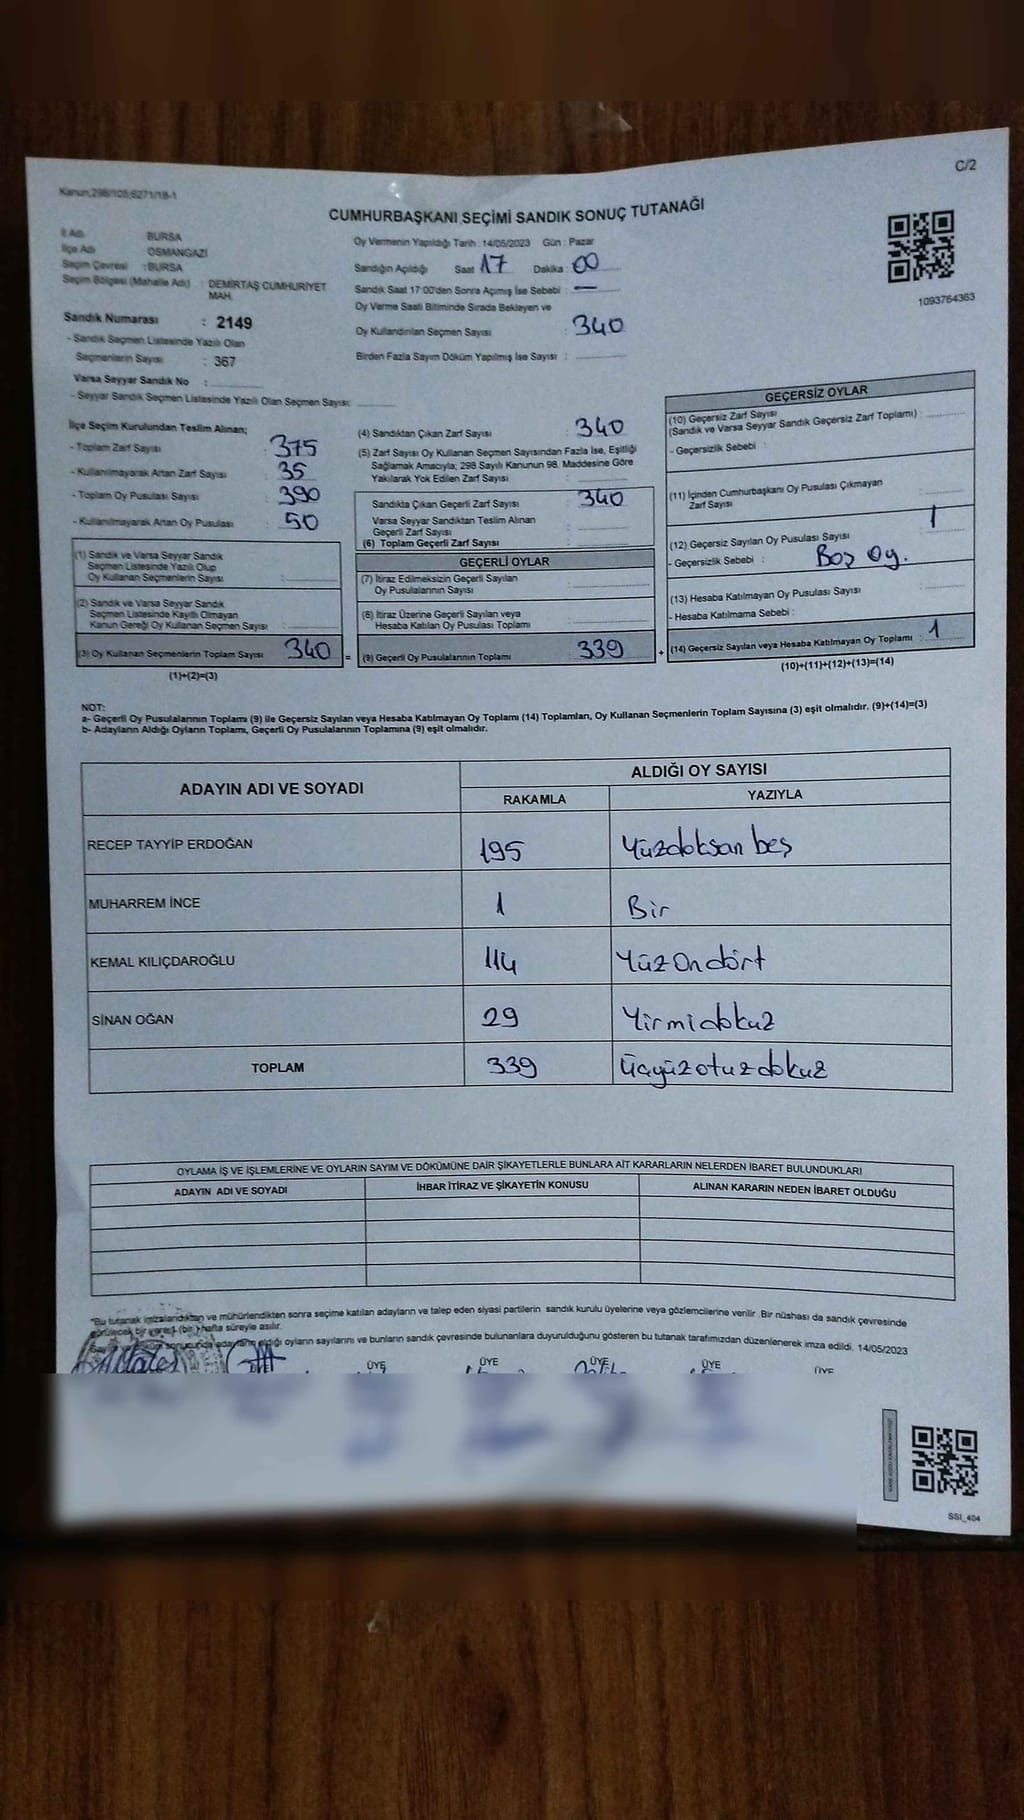 C/2
Kanun,298/105;6271/18-1
CUMHURBAŞKANI SEÇİMİ SANDIK SONUÇ TUTANAĞI
İl Adı : BURSA
İlçe Adı : OSMANGAZİ
Seçim Çevresi : BURSA
Seçim Bölgesi (Mahalle Adı) : DEMİRTAŞ CUMHURİYET
MAH.
Sandık Numarası : 2149
- Sandık Seçmen Listesinde Yazılı Olan
Seçmenlerin Sayısı : 367
Varsa Seyyar Sandık No :
- Seyyar Sandık Seçmen Listesinde Yazılı Olan Seçmen Sayısı:
Oy Vermenin Yapıldığı Tarih : 14/05/2023 Gün : Pazar
Sandığın Açıldığı Saat 17 Dakika : 00
Sandık Saat 17:00'den Sonra Açımış İse Sebebi : —
Oy Verme Saati Bitiminde Sırada Bekleyen ve
Oy Kullandırılan Seçmen Sayısı : 340
Birden Fazla Sayım Döküm Yapılmış İse Sayısı :
1093764363
İlçe Seçim Kurulundan Teslim Alınan;
- Toplam Zarf Sayısı : 375
- Kullanılmayarak Artan Zarf Sayısı : 35
- Toplam Oy Pusulası Sayısı : 390
- Kullanılmayarak Artan Oy Pusulası : 50
(1) Sandık ve Varsa Seyyar Sandık
Seçmen Listesinde Yazılı Olup
Oy Kullanan Seçmenlerin Sayısı :
(2) Sandık ve Varsa Seyyar Sandık
Seçmen Listesinde Kayıtlı Olmayan
Kanun Gereği Oy Kullanan Seçmen Sayısı :
(3) Oy Kullanan Seçmenlerin Toplam Sayısı 340 =
(1)+(2)=(3)
(4) Sandıktan Çıkan Zarf Sayısı : 340
(5) Zarf Sayısı Oy Kullanan Seçmen Sayısından Fazla İse, Eşitliği
Sağlamak Amacıyla; 298 Sayılı Kanunun 98. Maddesine Göre
Yakılarak Yok Edilen Zarf Sayısı :
Sandıkta Çıkan Geçerli Zarf Sayısı : 340
Varsa Seyyar Sandıktan Teslim Alınan
Geçerli Zarf Sayısı :
(6) Toplam Geçerli Zarf Sayısı :
GEÇERLİ OYLAR
(7) İtiraz Edilmeksizin Geçerli Sayılan
Oy Pusulalarının Sayısı :
(8) İtiraz Üzerine Geçerli Sayılan veya
Hesaba Katılan Oy Pusulası Toplamı :
(9) Geçerli Oy Pusulalarının Toplamı : 339 +
GEÇERSİZ OYLAR
(10) Geçersiz Zarf Sayısı
(Sandık ve Varsa Seyyar Sandık Geçersiz Zarf Toplamı) :
- Geçersizlik Sebebi :
(11) İçinden Cumhurbaşkanı Oy Pusulası Çıkmayan
Zarf Sayısı :
(12) Geçersiz Sayılan Oy Pusulası Sayısı : 1
- Geçersizlik Sebebi : Boş oy.
(13) Hesaba Katılmayan Oy Pusulası Sayısı :
- Hesaba Katılmama Sebebi :
(14) Geçersiz Sayılan veya Hesaba Katılmayan Oy Toplamı : 1
(10)+(11)+(12)+(13)=(14)
NOT:
a- Geçerli Oy Pusulalarının Toplamı (9) ile Geçersiz Sayılan veya Hesaba Katılmayan Oy Toplamı (14) Toplamları, Oy Kullanan Seçmenlerin Toplam Sayısına (3) eşit olmalıdır. (9)+(14)=(3)
b- Adayların Aldığı Oyların Toplamı, Geçerli Oy Pusulalarının Toplamına (9) eşit olmalıdır.
ADAYIN ADI VE SOYADI ALDIĞI OY SAYISI
RAKAMLA YAZIYLA
RECEP TAYYİP ERDOĞAN 195 Yüzdoksan beş
MUHARREM İNCE 1 Bir
KEMAL KILIÇDAROĞLU 114 Yüzondört
SİNAN OĞAN 29 Yirmidokuz
TOPLAM 339 Üçyüzotuzdokuz
OYLAMA İŞ VE İŞLEMLERİNE VE OYLARIN SAYIM VE DÖKÜMÜNE DAİR ŞİKAYETLERLE BUNLARA AİT KARARLARIN NELERDEN İBARET BULUNDUKLARI
ADAYIN ADI VE SOYADI İHBAR İTİRAZ VE ŞİKAYETİN KONUSU ALINAN KARARIN NEDEN İBARET OLDUĞU
"Bu tutanak imzalandıktan ve mühürlendikten sonra seçime katılan adayların ve talep eden siyasi partilerin sandık kurulu üyelerine veya gözlemcilerine verilir. Bir nüshası da sandık çevresinde
görülecek bir yere 1 (bir) hafta süreyle asılır.
adayların aldığı oyların sayılarını ve bunların sandık çevresinde bulunanlara duyurulduğunu gösteren bu tutanak tarafımızdan düzenlenerek imza edildi. 14/05/2023
ÜYE ÜYE ÜYE ÜYE ÜYE
SSI_404